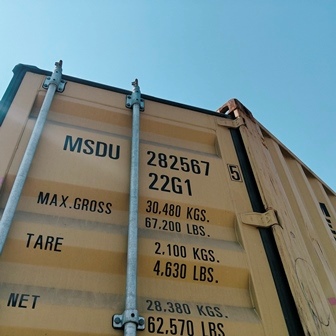 MSDU 282567 5
22G1
MAX.GROSS 30,480 KGS.
67.200 LBS.
TARE 2.100 KGS.
4,630 LBS.
NET 28.380 KGS.
62,570 LBS